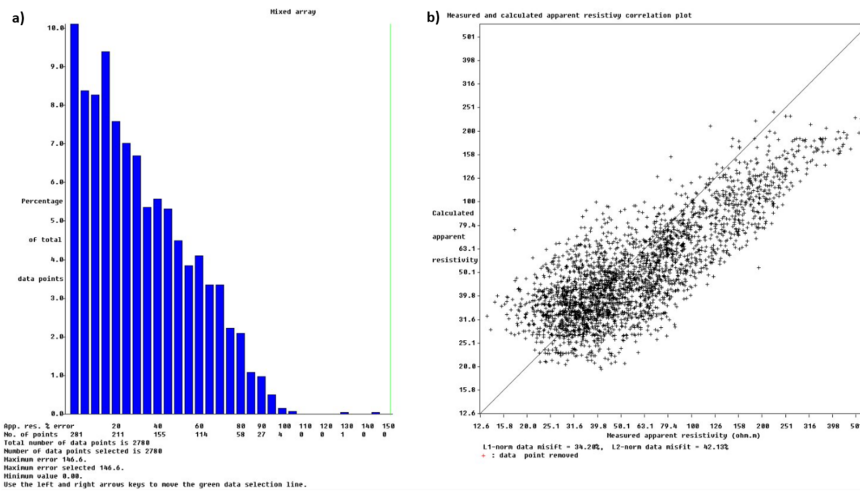 a)
Mixed array
10.0
9.0
8.0
7.0
6.0
Percentage
5.0
of total
4.0
data points
3.0
2.0
1.0
0.0
App. res. % error 20 40 60 80 90 100 110 120 130 140 150
No. of points 281 211 155 114 58 27 4 0 0 1 0 0
Total number of data points is 2780
Number of data points selected is 2780
Maximum error 146.6.
Maximum error selected 146.6.
Minimum value 0.00.
Use the left and right arrows keys to move the green data selection line.
b)
Measured and calculated apparent resistivy correlation plot
501
398
316
251
200
158
126
100
Calculated
79.4
apparent
63.1
resistivity
50.1
39.8
31.6
25.1
20.0
15.8
12.6
12.6 15.8 20.0 25.1 31.6 39.8 50.1 63.1 79.4 100 126 158 200 251 316 398 50
Measured apparent resistivity (ohm.m)
L1-norm data misift = 34.20%, L2-norm data misfit = 42.13%
+ : data point removed